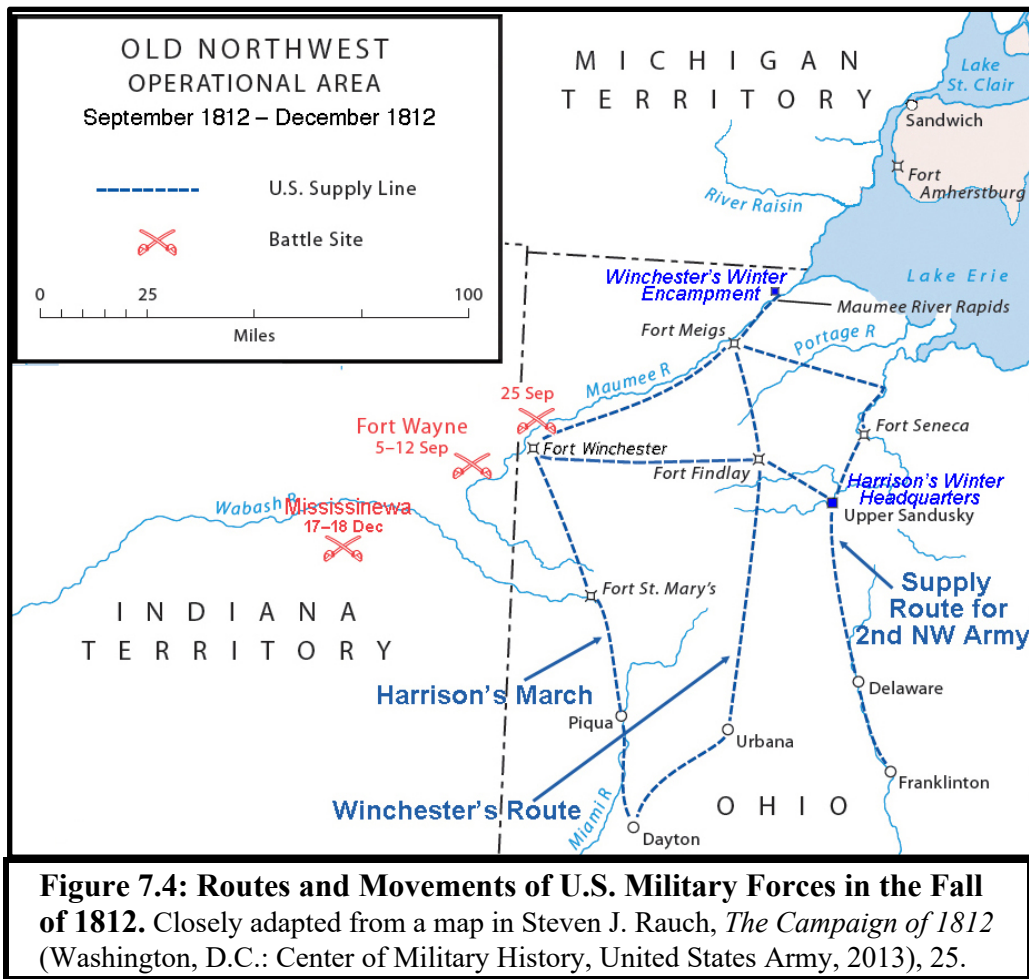 OLD NORTHWEST
OPERATIONAL AREA
September 1812 – December 1812
U.S. Supply Line
Battle Site
0 25 100
Miles
MICHIGAN
TERRITORY
Lake
St. Clair
Sandwich
Fort
Amherstburg
River Raisin
Lake Erie
Winchester's Winter
Encampment
Maumee River Rapids
Fort Meigs
Portage R
Maumee R
25 Sep
Fort Wayne
5–12 Sep
Fort Winchester
Fort Seneca
Fort Findlay
Harrison's Winter
Headquarters
Upper Sandusky
Wabash R
Mississinewa
17–18 Dec
Fort St. Mary's
INDIANA
TERRITORY
Supply
Route for
2nd NW Army
Harrison's March
Delaware
Piqua
Urbana
Franklinton
Winchester's Route
Miami R
OHIO
Dayton
Figure 7.4: Routes and Movements of U.S. Military Forces in the Fall
of 1812. Closely adapted from a map in Steven J. Rauch, The Campaign of 1812
(Washington, D.C.: Center of Military History, United States Army, 2013), 25.